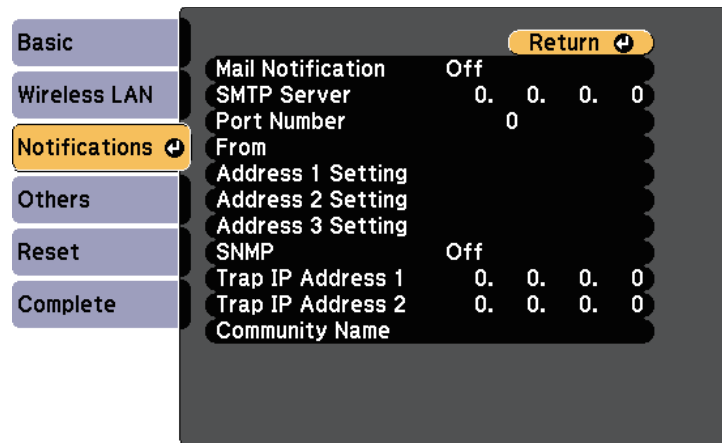 Basic
Wireless LAN
Notifications
Others
Reset
Complete
Return
Mail Notification Off
SMTP Server 0. 0. 0. 0
Port Number 0
From
Address 1 Setting
Address 2 Setting
Address 3 Setting
SNMP Off
Trap IP Address 1 0. 0. 0. 0
Trap IP Address 2 0. 0. 0. 0
Community Name